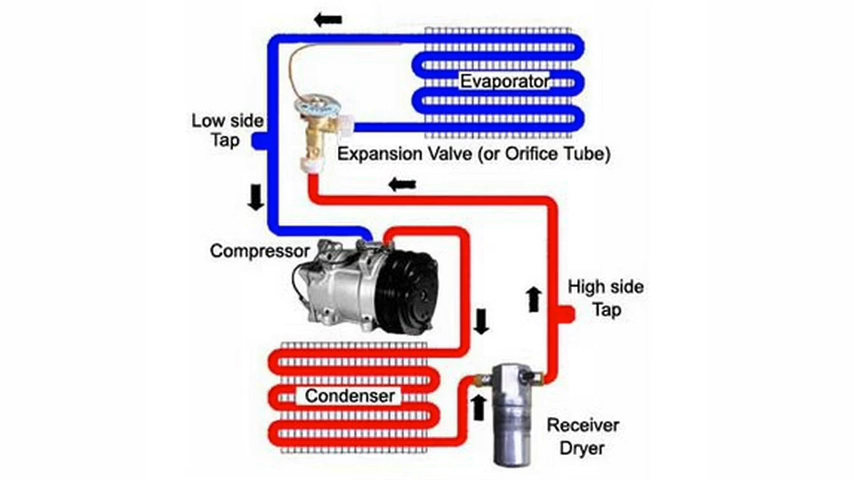 Evaporator
Low side
Tap
Expansion Valve (or Orifice Tube)
Compressor
High side
Tap
Condenser
Receiver
Dryer